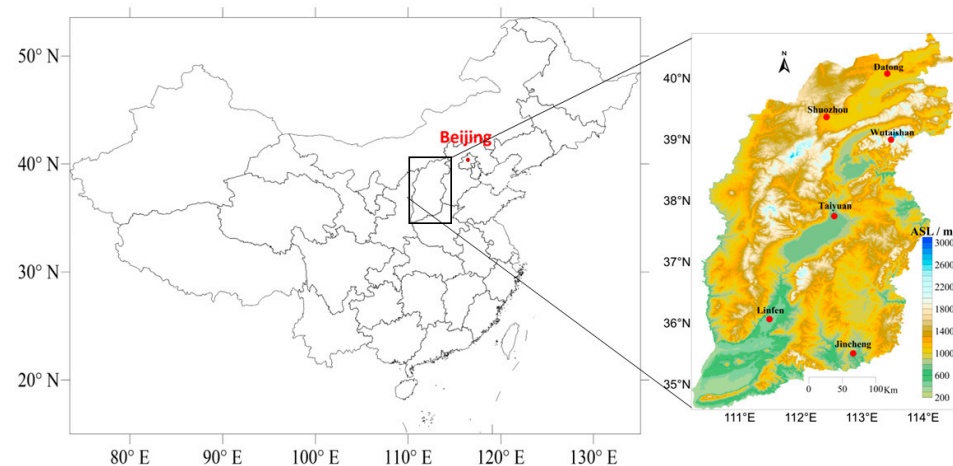 50° N
40° N
30° N
20° N
80° E
90° E
100° E
110° E
120° E
130° E
Beijing
N
40°N
39°N
38°N
37°N
36°N
35°N
111°E
112°E
113°E
114°E
Datong
Shuozhou
Wutaishan
Taiyuan
Linfen
Jincheng
ASL / m
3000
2600
2200
1800
1400
1000
600
200
0 50 100Km